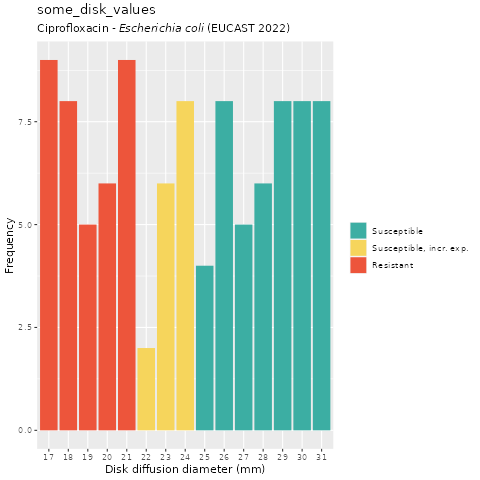 some_disk_values
Ciprofloxacin - Escherichia coli (EUCAST 2022)
Frequency
7.5
5.0
2.5
0.0
17 18 19 20 21 22 23 24 25 26 27 28 29 30 31
Disk diffusion diameter (mm)
Susceptible
Susceptible, incr. exp.
Resistant